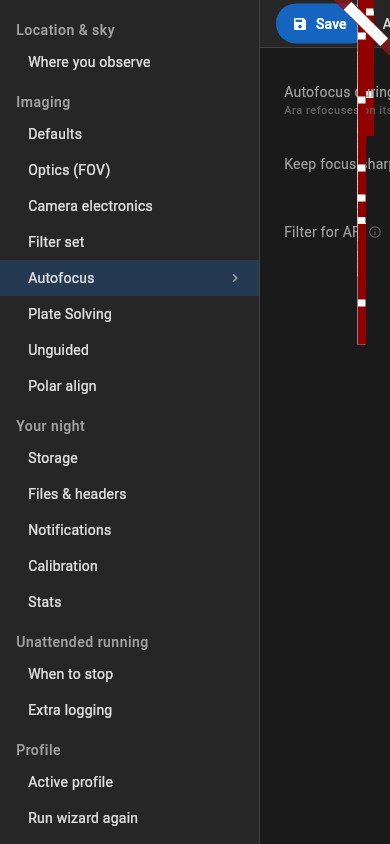 Location & sky
Where you observe
Imaging
Defaults
Optics (FOV)
Camera electronics
Filter set
Autofocus
Plate Solving
Unguided
Polar align
Your night
Storage
Files & headers
Notifications
Calibration
Stats
Unattended running
When to stop
Extra logging
Profile
Active profile
Run wizard again
Save
Autofocus
Ara refocuses on its
Keep focus
Filter for AF